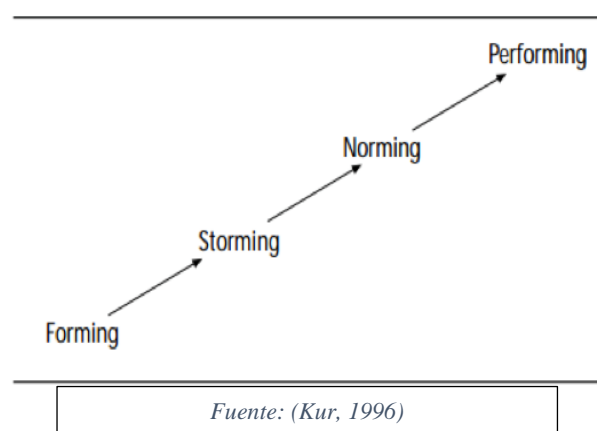 Performing
Norming
Storming
Forming
Fuente: (Kur, 1996)